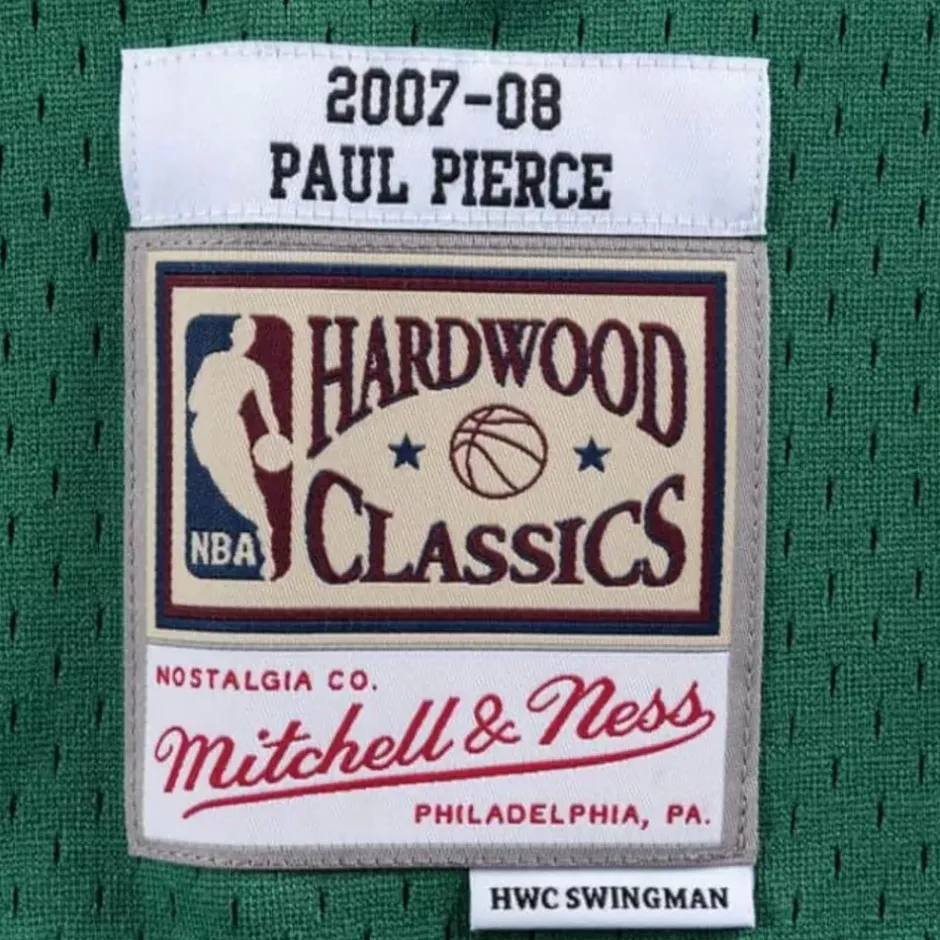 2007-08
PAUL PIERCE
HARDWOOD
CLASSICS
NBA
NOSTALGIA CO.
Mitchell & Ness
PHILADELPHIA, PA.
HWC SWINGMAN